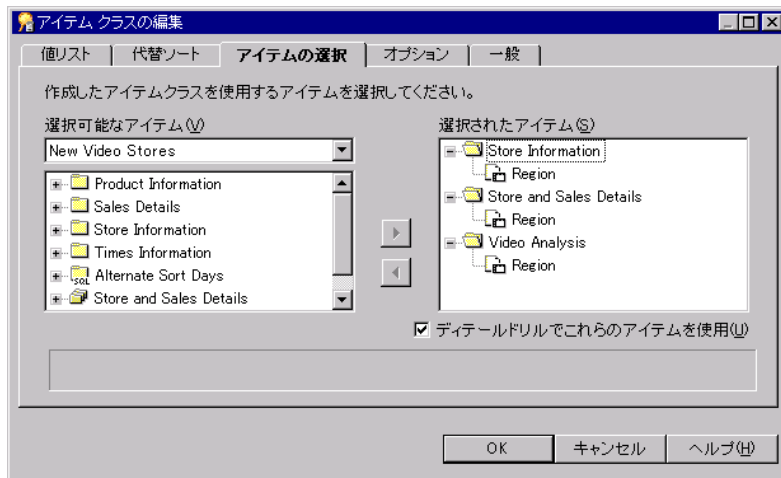 アイテム クラスの編集
値リスト
代替ソート
アイテムの選択
オプション
一般
作成したアイテムクラスを使用するアイテムを選択してください。
選択可能なアイテム(V)
New Video Stores
Product Information
Sales Details
Store Information
Times Information
SQL Alternate Sort Days
Store and Sales Details
選択されたアイテム(S)
Store Information
Region
Store and Sales Details
Region
Video Analysis
Region
ディテールドリルでこれらのアイテムを使用(U)
OK
キャンセル
ヘルプ(H)